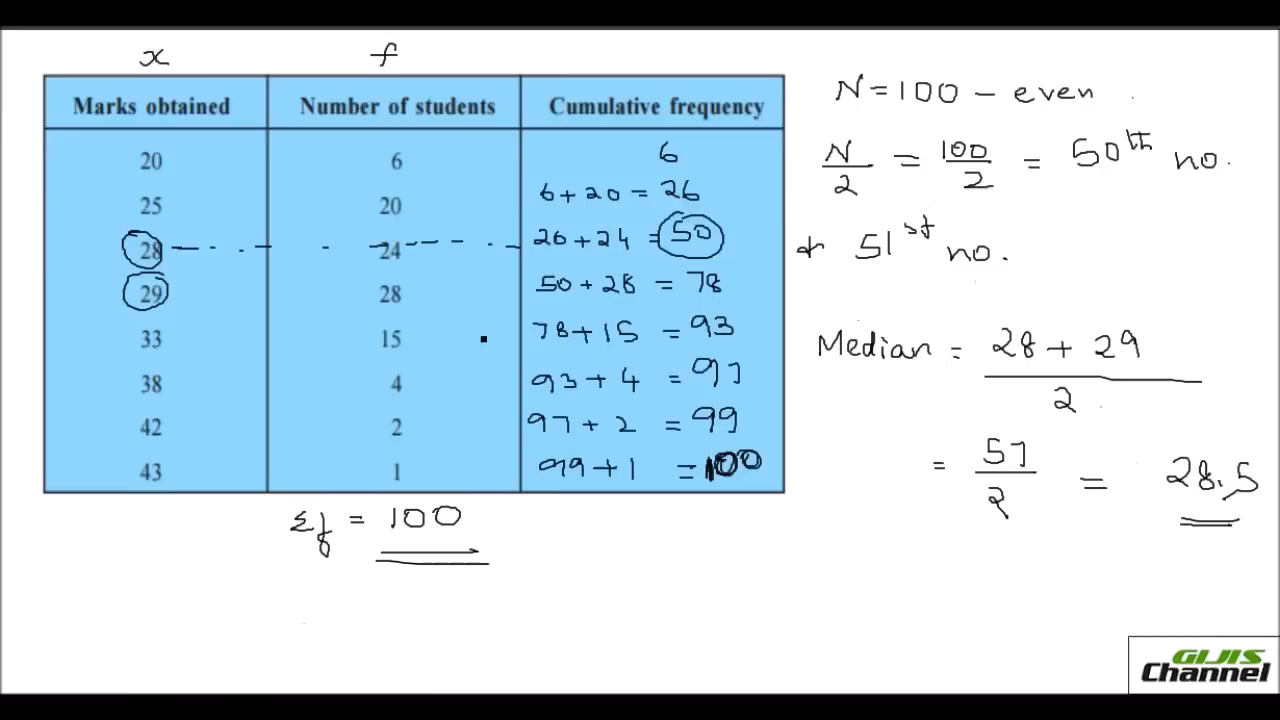 x f
Marks obtained Number of students Cumulative frequency
20 6 6
25 20 6 + 20 = 26
28 24 26 + 24 = 50
29 28 50 + 28 = 78
33 15 78 + 15 = 93
38 4 93 + 4 = 97
42 2 97 + 2 = 99
43 1 99 + 1 = 100
Σf = 100
N = 100 - even
N/2 = 100/2 = 50th no.
& 51st no.
Median = 28 + 29 / 2
= 57/2 = 28.5
GIJIS
Channel